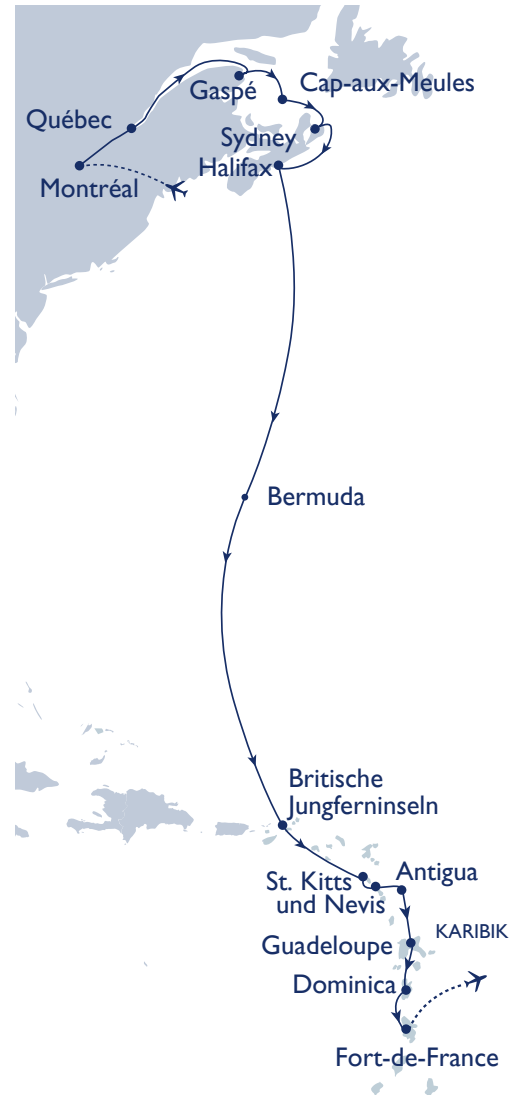 Gaspé
Cap-aux-Meules
Québec
Sydney
Halifax
Montréal
Bermuda
Britische
Jungferninseln
St. Kitts
und Nevis
Antigua
KARIBIK
Guadeloupe
Dominica
Fort-de-France